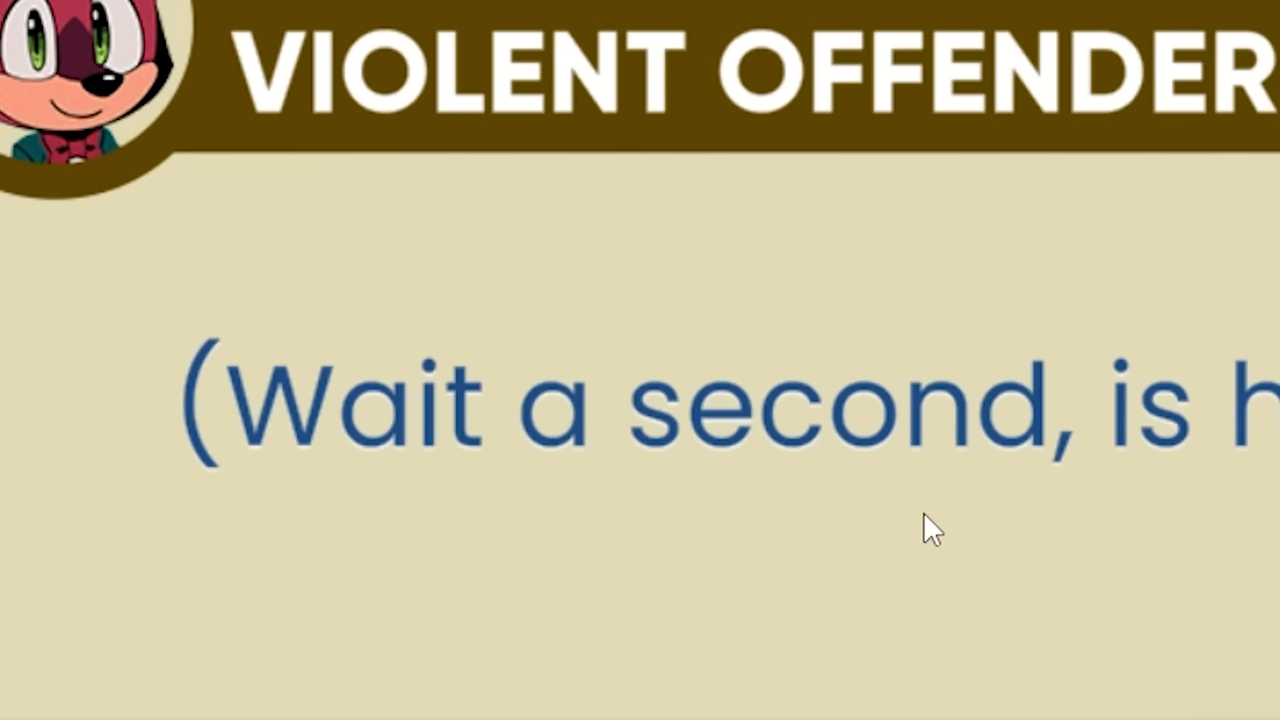 VIOLENT OFFENDER
(Wait a second, is h